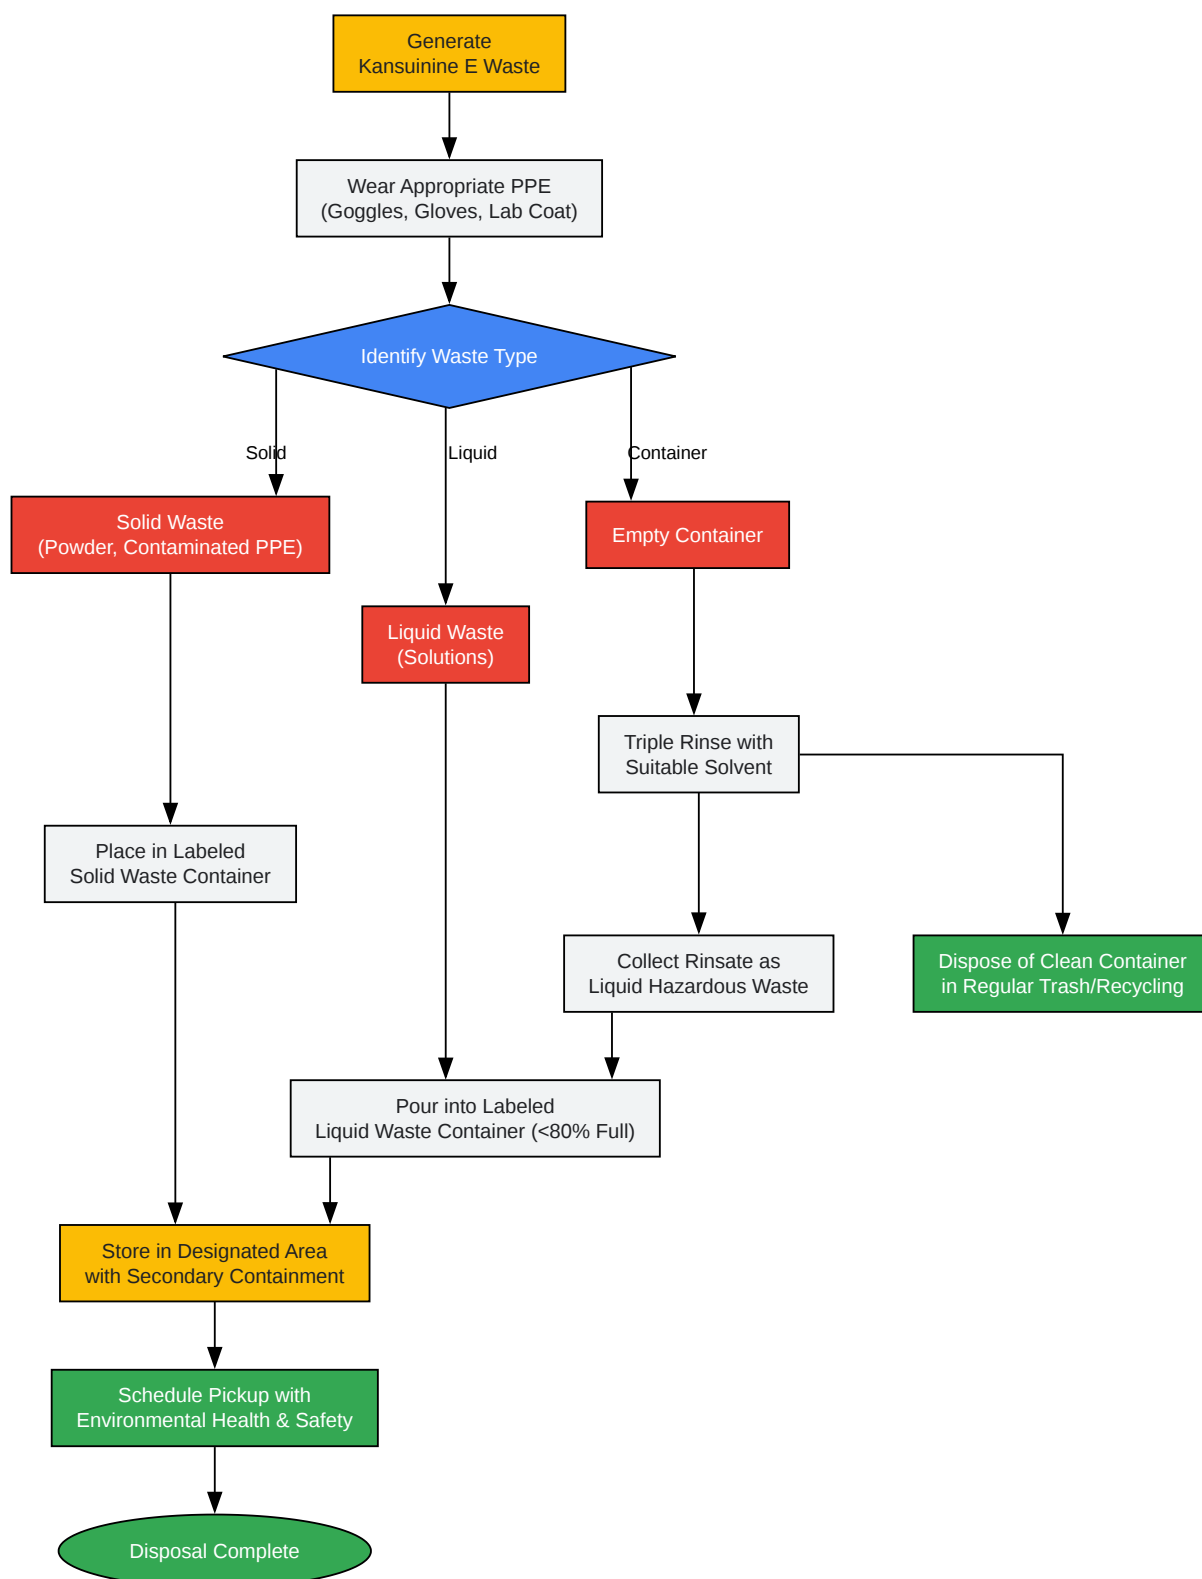 Generate
Kansuinine E Waste
Wear Appropriate PPE
(Goggles, Gloves, Lab Coat)
Identify Waste Type
Solid
Liquid
Container
Solid Waste
(Powder, Contaminated PPE)
Empty Container
Liquid Waste
(Solutions)
Triple Rinse with
Suitable Solvent
Place in Labeled
Solid Waste Container
Collect Rinsate as
Liquid Hazardous Waste
Dispose of Clean Container
in Regular Trash/Recycling
Pour into Labeled
Liquid Waste Container (<80% Full)
Store in Designated Area
with Secondary Containment
Schedule Pickup with
Environmental Health & Safety
Disposal Complete